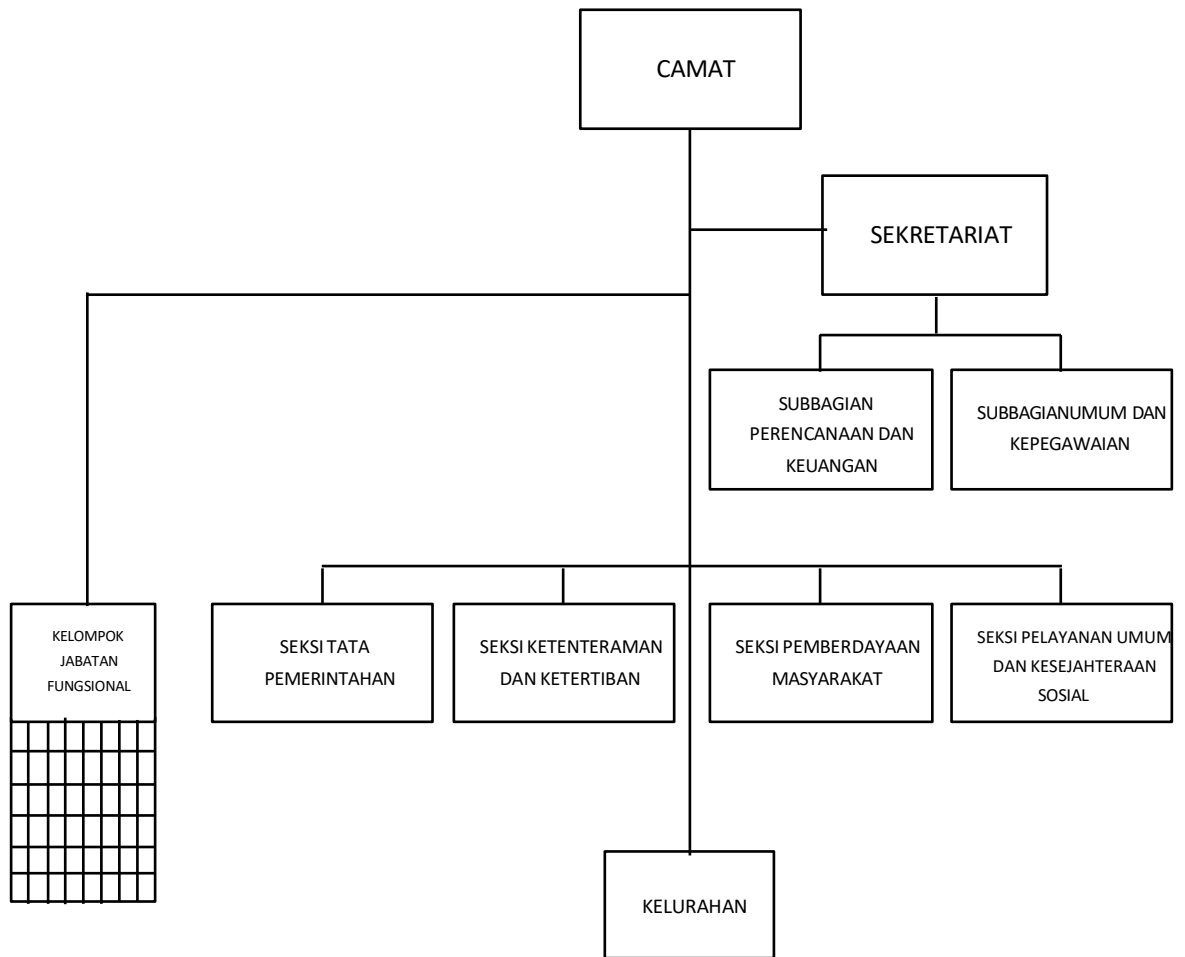 CAMAT
SEKRETARIAT
SUBBAGIAN
PERENCANAAN DAN
KEUANGAN
SUBBAGIANUMUM DAN
KEPEGAWAIAN
KELOMPOK
JABATAN
FUNGSIONAL
SEKSI TATA
PEMERINTAHAN
SEKSI KETENTERAMAN
DAN KETERTIBAN
SEKSI PEMBERDAYAAN
MASYARAKAT
SEKSI PELAYANAN UMUM
DAN KESEJAHTERAAN
SOSIAL
KELURAHAN